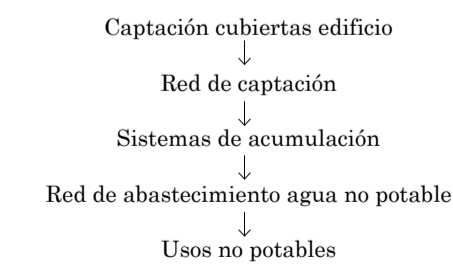 Captación cubiertas edificio
Red de captación
Sistemas de acumulación
Red de abastecimiento agua no potable
Usos no potables